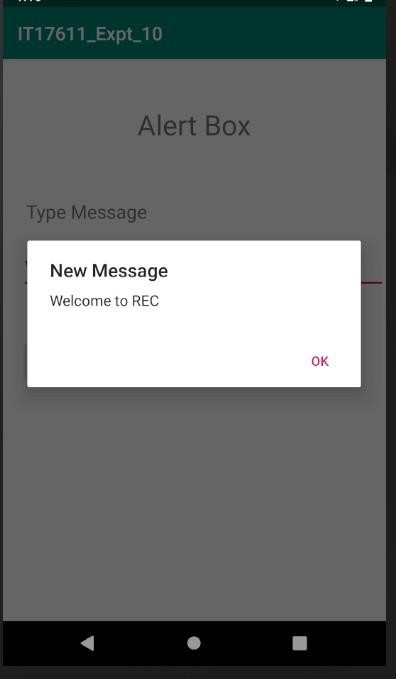 IT17611_Expt_10
Alert Box
Type Message
New Message
Welcome to REC
OK